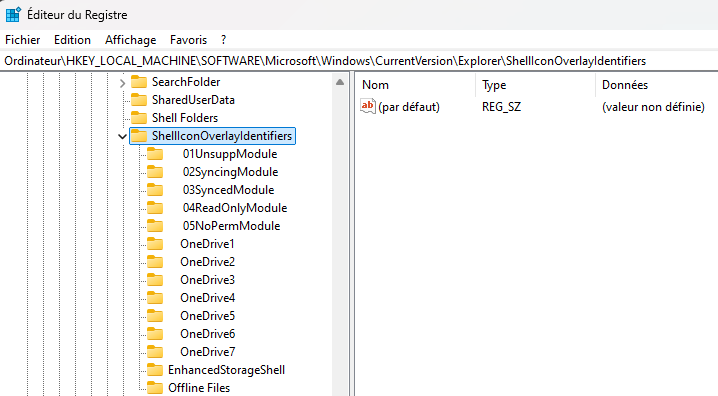 Éditeur du Registre
Fichier Edition Affichage Favoris ?
Ordinateur\HKEY_LOCAL_MACHINE\SOFTWARE\Microsoft\Windows\CurrentVersion\Explorer\ShellIconOverlayIdentifiers
SearchFolder
SharedUserData
Shell Folders
ShellIconOverlayIdentifiers
01UnsuppModule
02SyncingModule
03SyncedModule
04ReadOnlyModule
05NoPermModule
OneDrive1
OneDrive2
OneDrive3
OneDrive4
OneDrive5
OneDrive6
OneDrive7
EnhancedStorageShell
Offline Files
Nom Type Données
ab (par défaut) REG_SZ (valeur non définie)